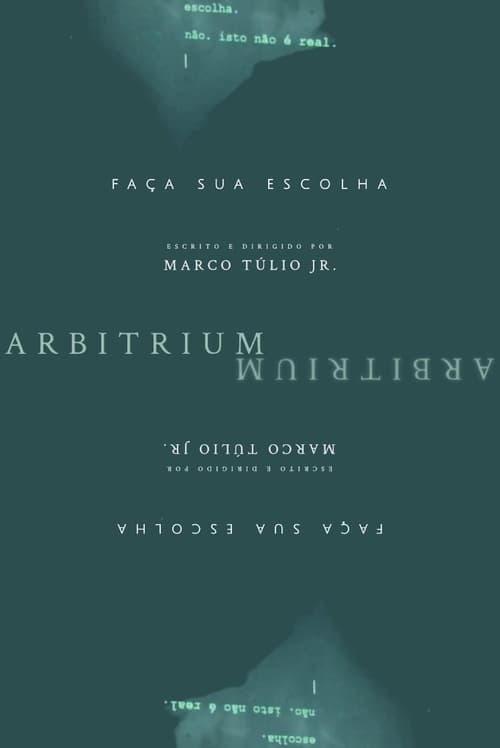 escolha.
não. isto não é real.
|
FAÇA SUA ESCOLHA
ESCRITO E DIRIGIDO POR
MARCO TÚLIO JR.
ARBITRIUM
ARBITRIUM
MARCO TÚLIO JR.
ESCRITO E DIRIGIDO POR
FAÇA SUA ESCOLHA
|
não. isto não é real.
escolha.